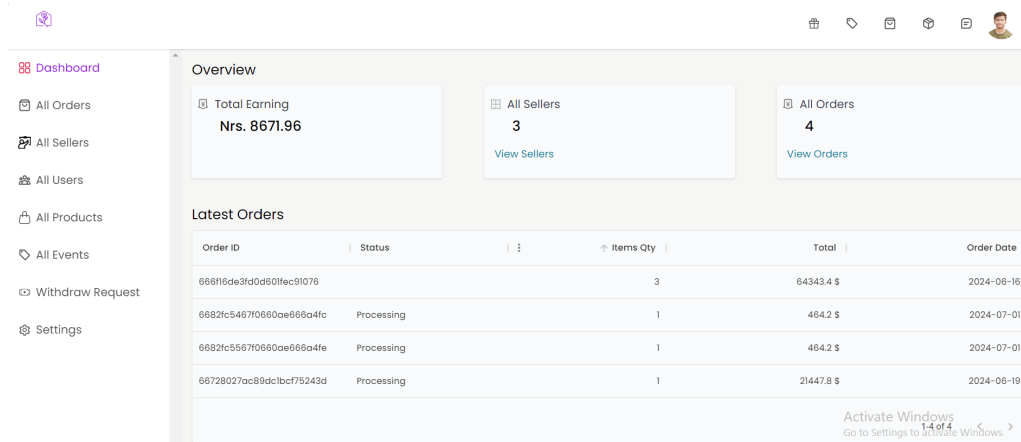 Dashboard
All Orders
All Sellers
All Users
All Products
All Events
Withdraw Request
Settings
Overview
Total Earning
Nrs. 8671.96
All Sellers
3
View Sellers
All Orders
4
View Orders
Latest Orders
Order ID Status Items Qty Total Order Date
666f16de3fd0d601fec91076 3 64343.4 $ 2024-06-16
6682fc5467f0660ae666a4fc Processing 1 464.2 $ 2024-07-01
6682fc5567f0660ae666a4fe Processing 1 464.2 $ 2024-07-01
66728027ac89dc1bcf75243d Processing 1 21447.8 $ 2024-06-19
1-4 of 4
Activate Windows
Go to Settings to activate Windows.